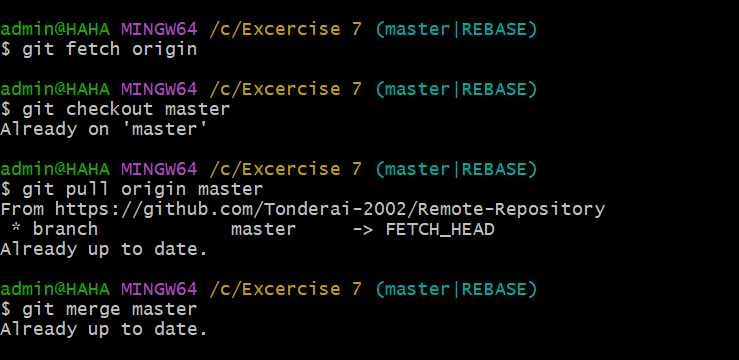 admin@HAHA MINGW64 /c/Excercise 7 (master|REBASE)
$ git fetch origin
admin@HAHA MINGW64 /c/Excercise 7 (master|REBASE)
$ git checkout master
Already on 'master'
admin@HAHA MINGW64 /c/Excercise 7 (master|REBASE)
$ git pull origin master
From https://github.com/Tonderai-2002/Remote-Repository
 * branch            master     -> FETCH_HEAD
Already up to date.
admin@HAHA MINGW64 /c/Excercise 7 (master|REBASE)
$ git merge master
Already up to date.